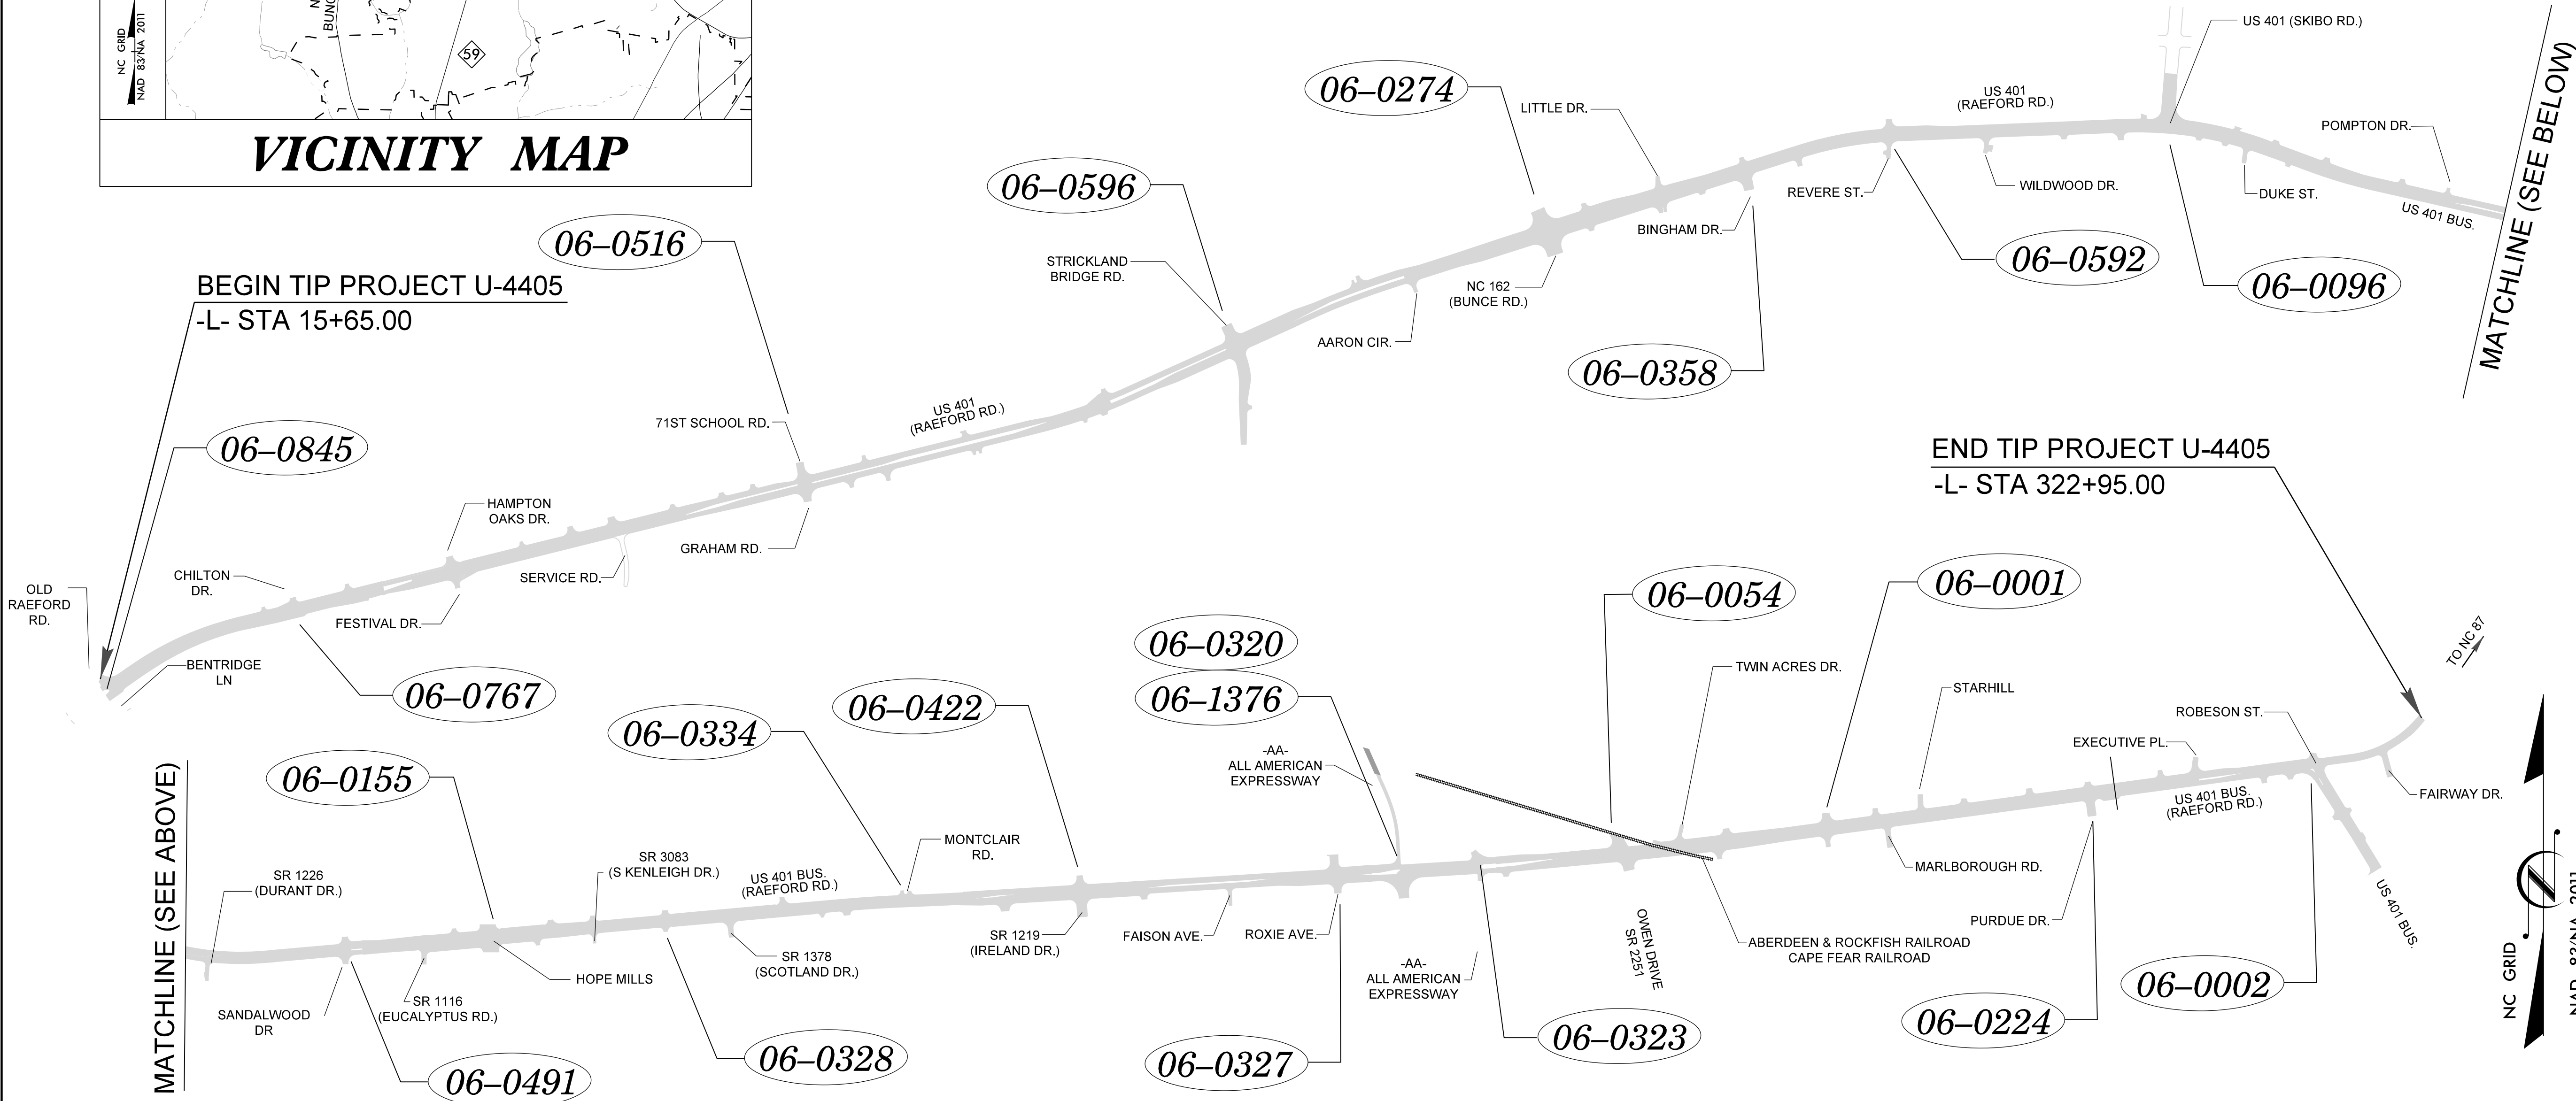 NC GRID
NAD 83/NA 2011
59
VICINITY MAP
US 401 (SKIBO RD.)
06–0274
LITTLE DR.
US 401
(RAEFORD RD.)
POMPTON DR.
MATCHLINE (SEE BELOW)
06–0596
REVERE ST.
WILDWOOD DR.
DUKE ST.
US 401 BUS.
06–0516
STRICKLAND
BRIDGE RD.
BINGHAM DR.
06–0592
06–0096
BEGIN TIP PROJECT U-4405
-L- STA 15+65.00
NC 162
(BUNCE RD.)
AARON CIR.
06–0358
US 401
(RAEFORD RD.)
71ST SCHOOL RD.
06–0845
END TIP PROJECT U-4405
-L- STA 322+95.00
HAMPTON
OAKS DR.
GRAHAM RD.
SERVICE RD.
CHILTON
DR.
OLD
RAEFORD
RD.
FESTIVAL DR.
BENTRIDGE
LN
06–0767
06–0054
06–0001
06–0320
06–1376
TWIN ACRES DR.
STARHILL
TO NC 87
ROBESON ST.
EXECUTIVE PL.
06–0422
06–0334
06–0155
-AA-
ALL AMERICAN
EXPRESSWAY
US 401 BUS.
(RAEFORD RD.)
FAIRWAY DR.
MATCHLINE (SEE ABOVE)
SR 1226
(DURANT DR.)
SR 3083
(S KENLEIGH DR.)
US 401 BUS.
(RAEFORD RD.)
MONTCLAIR
RD.
MARLBOROUGH RD.
US 401 BUS.
HOPE MILLS
SR 1378
(SCOTLAND DR.)
SR 1219
(IRELAND DR.)
FAISON AVE.
ROXIE AVE.
-AA-
ALL AMERICAN
EXPRESSWAY
OWEN DRIVE
SR 2251
ABERDEEN & ROCKFISH RAILROAD
CAPE FEAR RAILROAD
PURDUE DR.
SANDALWOOD
DR
SR 1116
(EUCALYPTUS RD.)
06–0491
06–0328
06–0327
06–0323
06–0224
06–0002
NC GRID
NAD 83/NA 2011